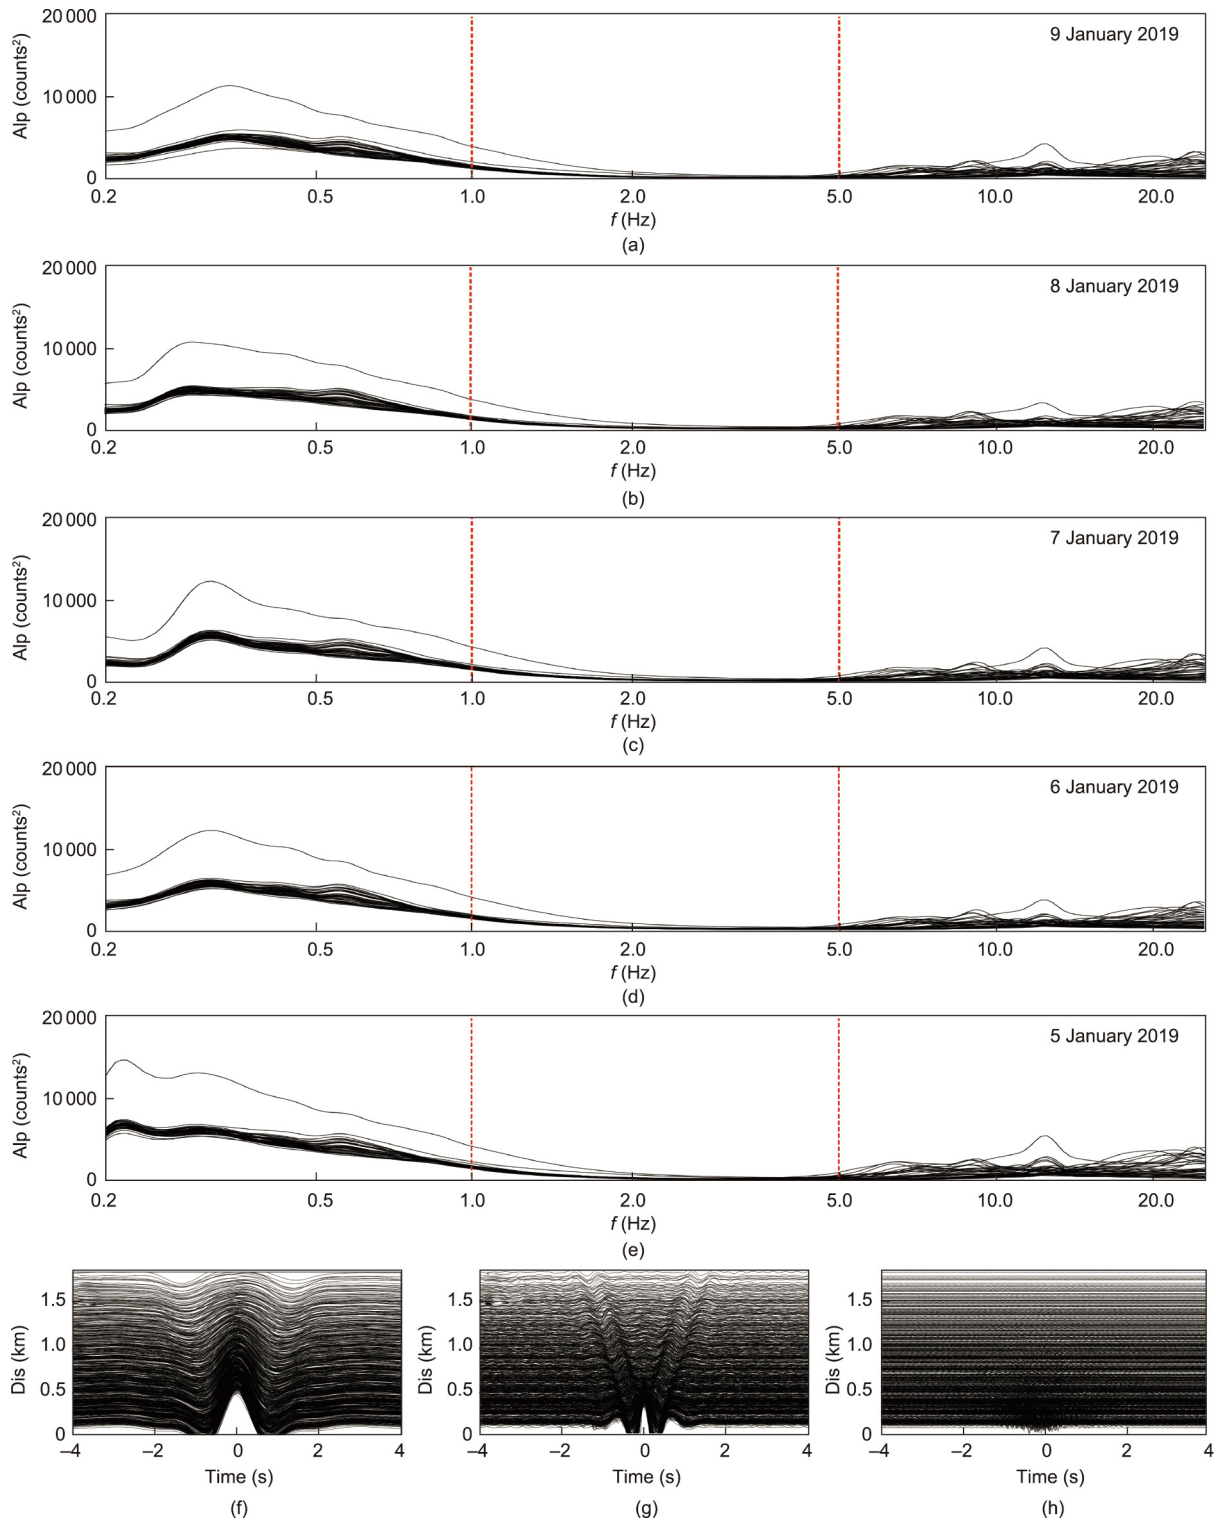 20 000
9 January 2019
Alp (counts²)
10 000
0
0.2 0.5 1.0 2.0 5.0 10.0 20.0
f (Hz)
(a)
20 000
8 January 2019
Alp (counts²)
10 000
0
0.2 0.5 1.0 2.0 5.0 10.0 20.0
f (Hz)
(b)
20 000
7 January 2019
Alp (counts²)
10 000
0
0.2 0.5 1.0 2.0 5.0 10.0 20.0
f (Hz)
(c)
20 000
6 January 2019
Alp (counts²)
10 000
0
0.2 0.5 1.0 2.0 5.0 10.0 20.0
f (Hz)
(d)
20 000
5 January 2019
Alp (counts²)
10 000
0
0.2 0.5 1.0 2.0 5.0 10.0 20.0
f (Hz)
(e)
Dis (km)
1.5
1.0
0.5
0
–4 –2 0 2 4
Time (s)
(f)
Dis (km)
1.5
1.0
0.5
0
–4 –2 0 2 4
Time (s)
(g)
Dis (km)
1.5
1.0
0.5
0
–4 –2 0 2 4
Time (s)
(h)